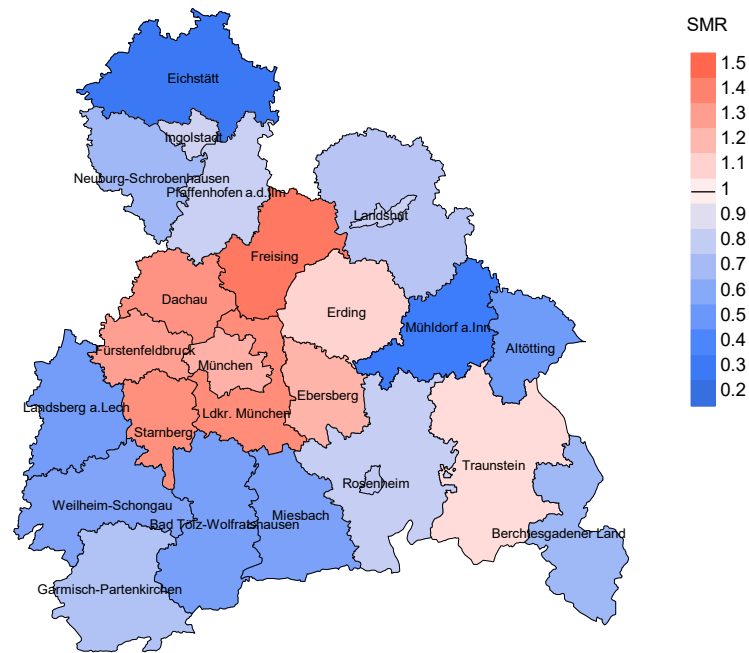 SMR
1.5
1.4
1.3
1.2
1.1
1
0.9
0.8
0.7
0.6
0.5
0.4
0.3
0.2
Eichstätt
Ingolstadt
Neuburg-Schrobenhausen
Pfaffenhofen a.d.Ilm
Landshut
Freising
Dachau
Erding
Mühldorf a.Inn
Altötting
Fürstenfeldbruck
München
Ebersberg
Landsberg a.Lech
Ldkr. München
Starnberg
Traunstein
Rosenheim
Weilheim-Schongau
Miesbach
Bad Tölz-Wolfratshausen
Berchtesgadener Land
Garmisch-Partenkirchen